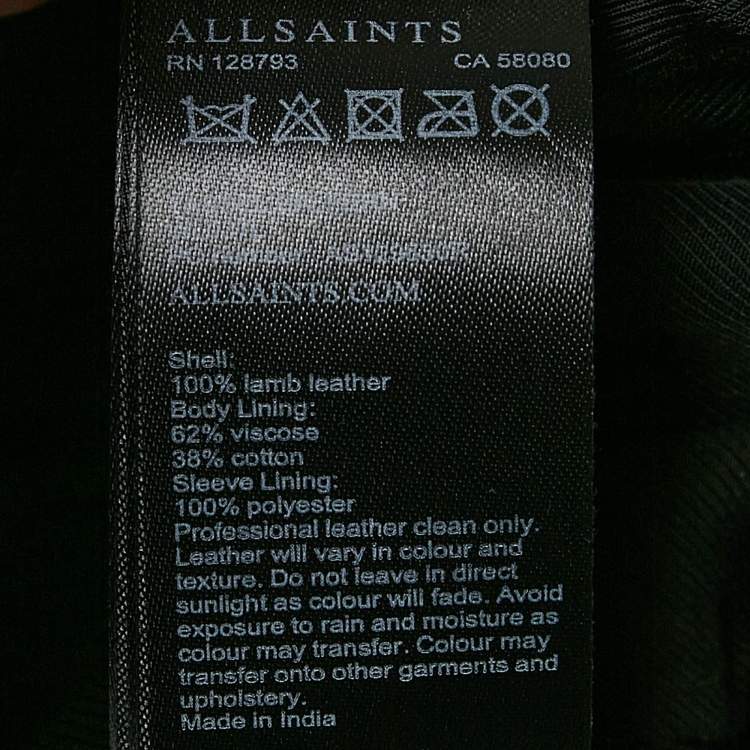 ALLSAINTS
RN 128793 CA 58080
ALLSAINTS.COM
Shell:
100% lamb leather
Body Lining:
62% viscose
38% cotton
Sleeve Lining:
100% polyester
Professional leather clean only.
Leather will vary in colour and
texture. Do not leave in direct
sunlight as colour will fade. Avoid
exposure to rain and moisture as
colour may transfer. Colour may
transfer onto other garments and
upholstery.
Made in India